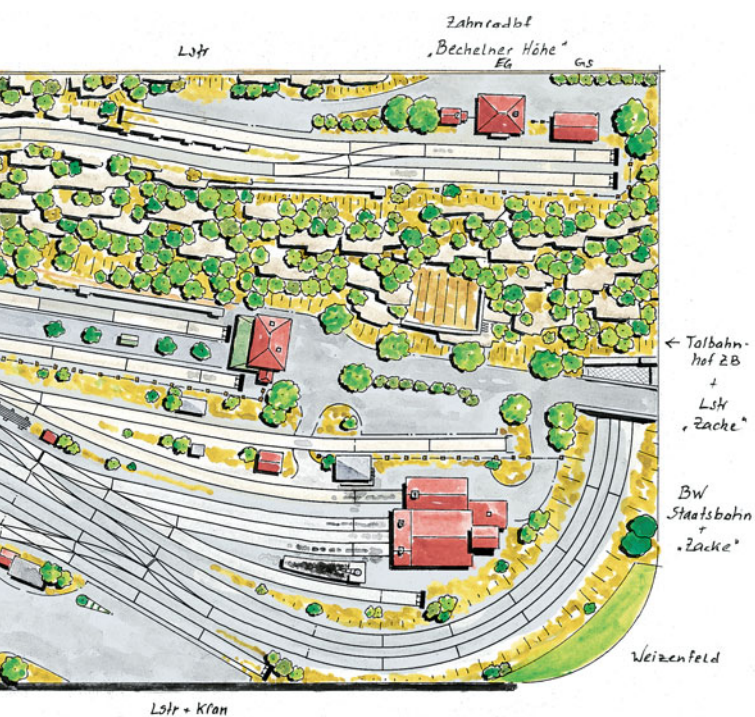 Zahnradbf
Lstr
„Bechelner Höhe“
EG
GS
← Talbahn-
hof ZB
+
Lstr
„Zacke“
BW
Staatsbahn
+
„Zacke“
Weizenfeld
Lstr + Kran